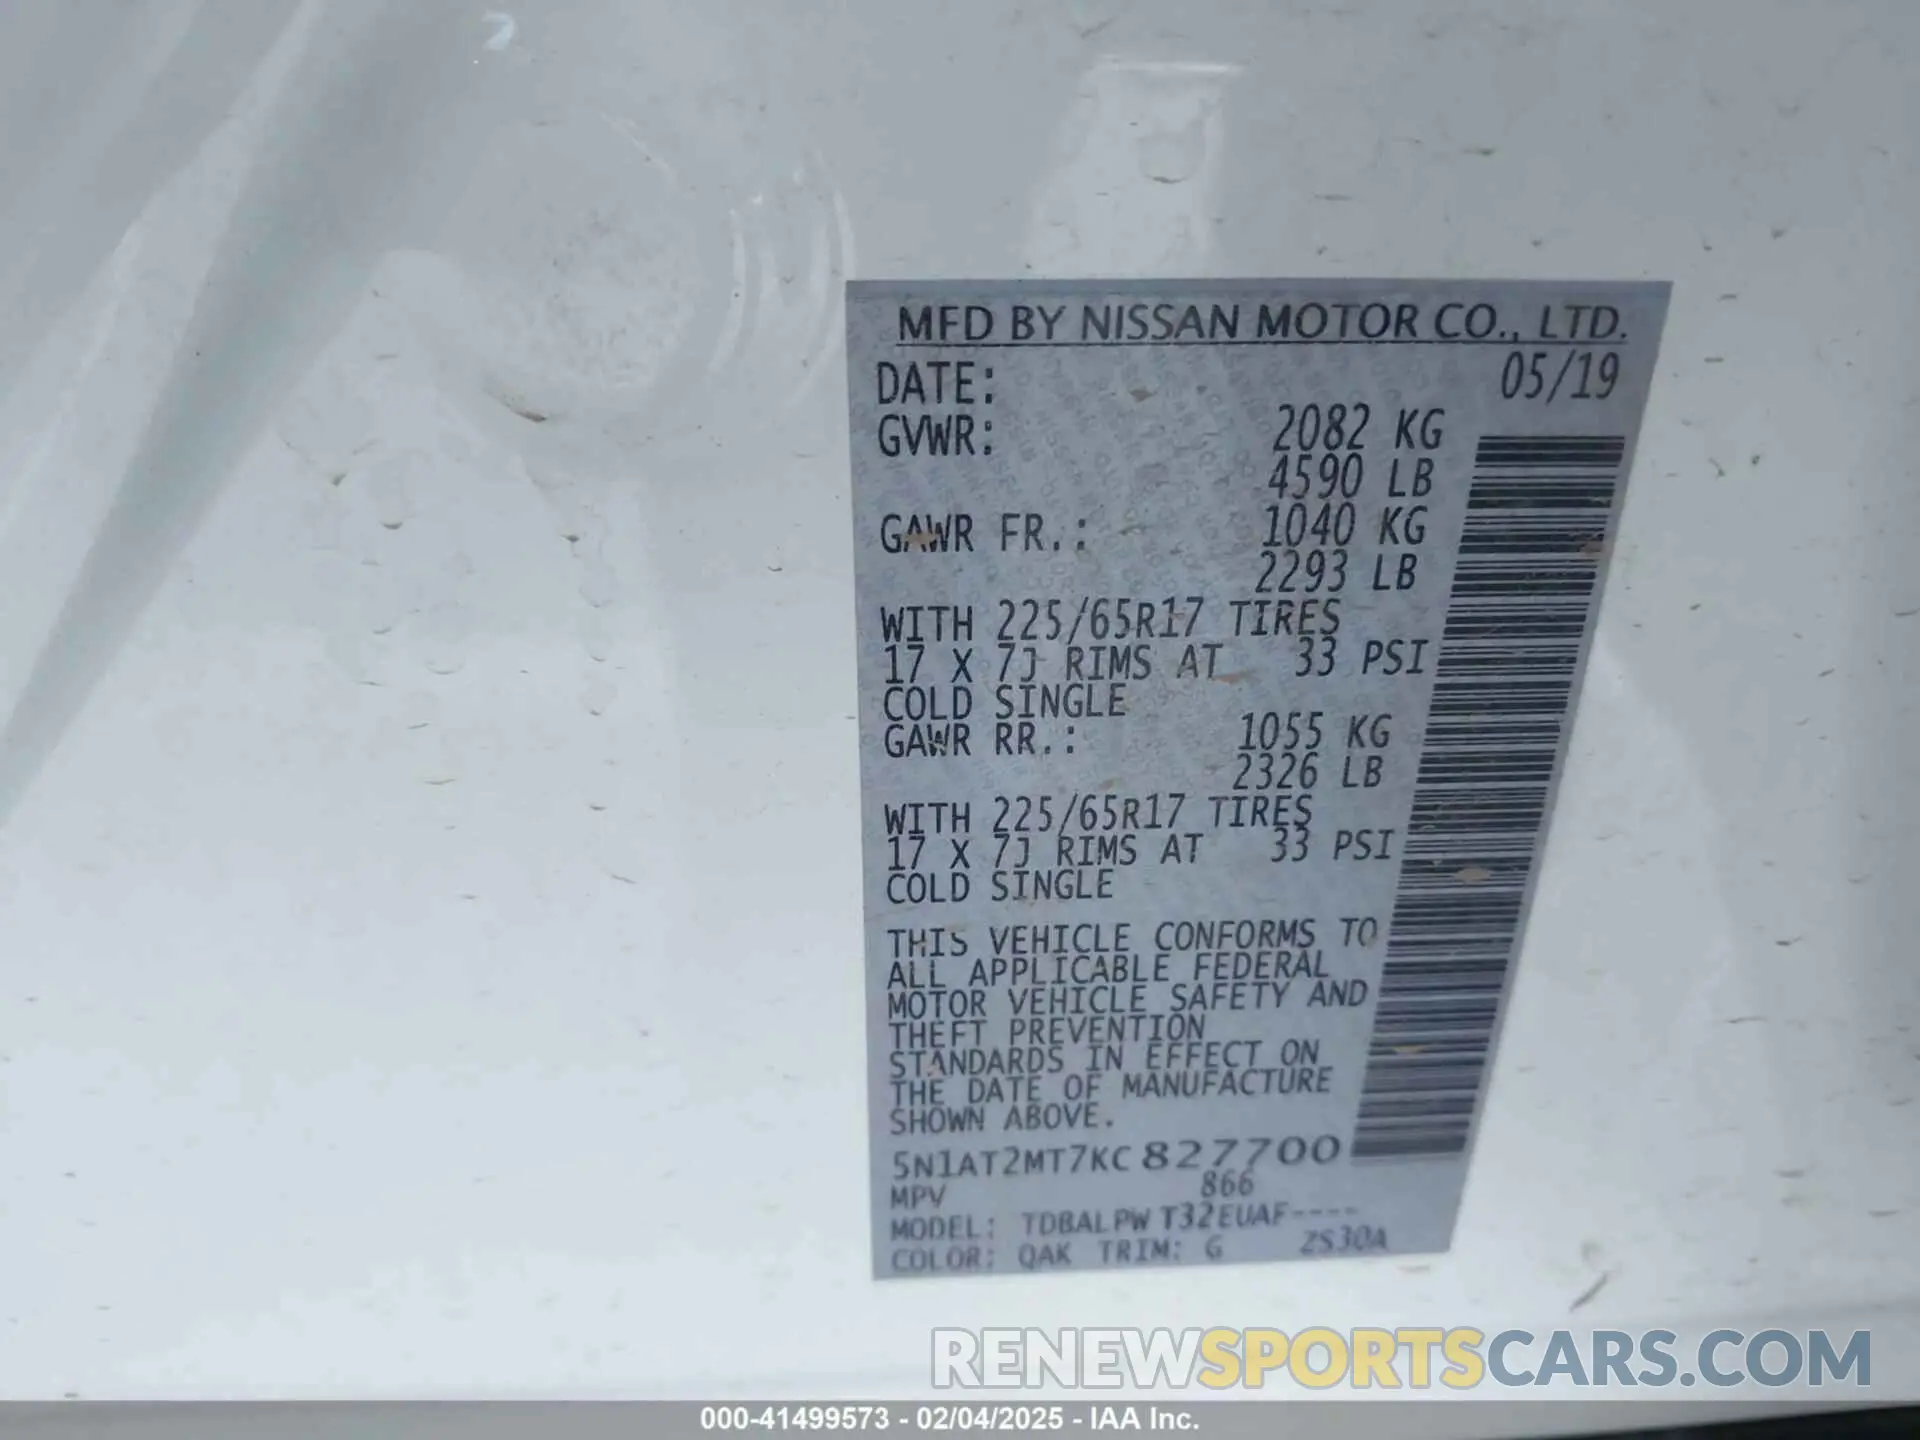 MFD BY NISSAN MOTOR CO., LTD.
DATE: 05/19
GVWR: 2082 KG
4590 LB
GAWR FR.: 1040 KG
2293 LB
WITH 225/65R17 TIRES
17 X 7J RIMS AT 33 PSI
COLD SINGLE
GAWR RR.: 1055 KG
2326 LB
WITH 225/65R17 TIRES
17 X 7J RIMS AT 33 PSI
COLD SINGLE
THIS VEHICLE CONFORMS TO
ALL APPLICABLE FEDERAL
MOTOR VEHICLE SAFETY AND
THEFT PREVENTION
STANDARDS IN EFFECT ON
THE DATE OF MANUFACTURE
SHOWN ABOVE.
5N1AT2MT7KC827700
MPV 866
MODEL: TDBALPW T32EUAF----
COLOR: QAK TRIM: G ZS30A
RENEWSPORTSCARS.COM
000-41499573 - 02/04/2025 - IAA Inc.